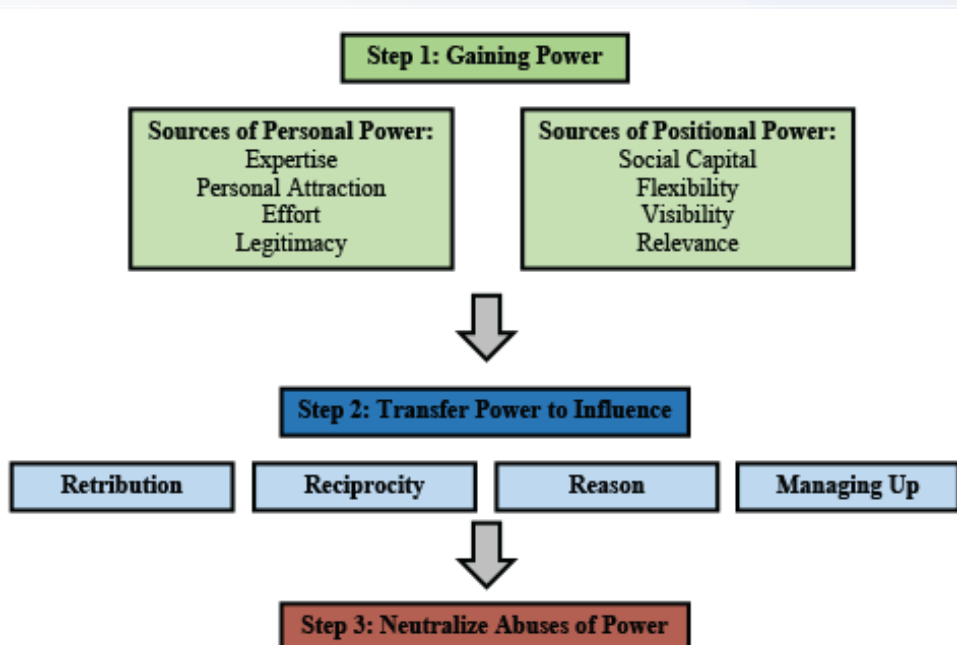 Step 1: Gaining Power
Sources of Personal Power:
Expertise
Personal Attraction
Effort
Legitimacy
Sources of Positional Power:
Social Capital
Flexibility
Visibility
Relevance
Step 2: Transfer Power to Influence
Retribution
Reciprocity
Reason
Managing Up
Step 3: Neutralize Abuses of Power